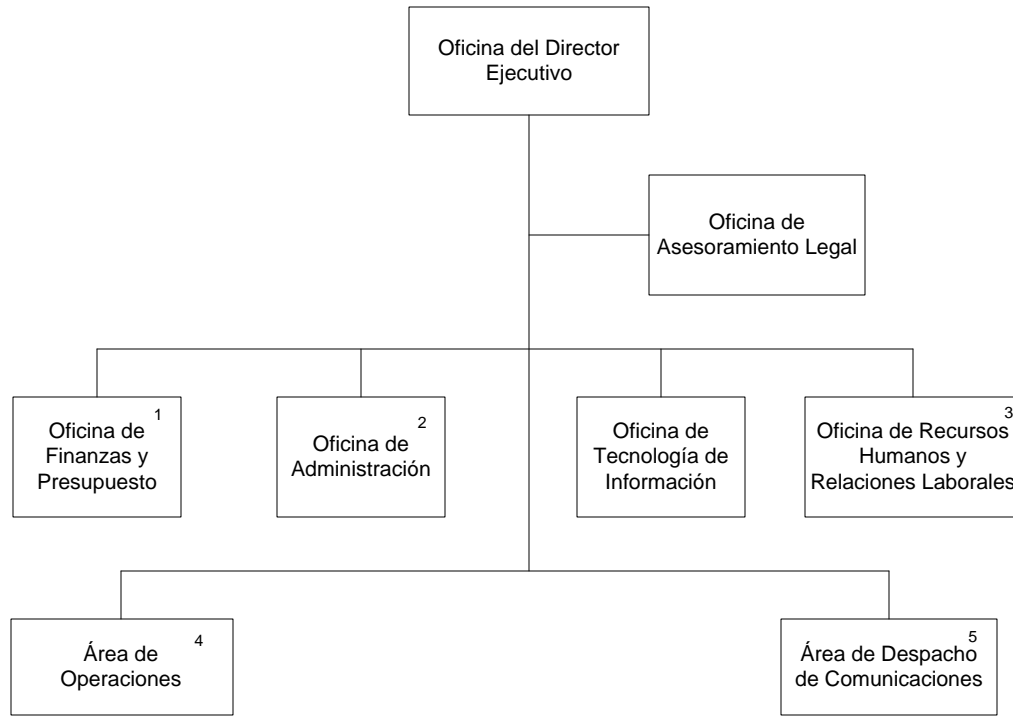 Oficina del Director
Ejecutivo
Oficina de
Asesoramiento Legal
1
Oficina de
Finanzas y
Presupuesto
2
Oficina de
Administración
Oficina de
Tecnología de
Información
3
Oficina de Recursos
Humanos y
Relaciones Laborales
4
Área de
Operaciones
5
Área de Despacho
de Comunicaciones